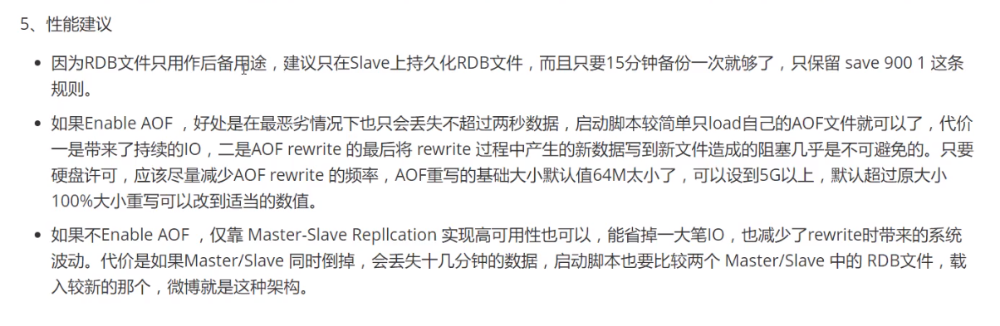 5、性能建议
因为RDB文件只用作后备用途，建议只在Slave上持久化RDB文件，而且只要15分钟备份一次就够了，只保留 save 900 1 这条
规则。
如果Enable AOF ，好处是在最恶劣情况下也只会丢失不超过两秒数据，启动脚本较简单只load自己的AOF文件就可以了，代价
一是带来了持续的IO，二是AOF rewrite 的最后将 rewrite 过程中产生的新数据写到新文件造成的阻塞几乎是不可避免的。只要
硬盘许可，应该尽量减少AOF rewrite 的频率，AOF重写的基础大小默认值64M太小了，可以设到5G以上，默认超过原大小
100%大小重写可以改到适当的数值。
如果不Enable AOF ，仅靠 Master-Slave Repllcation 实现高可用性也可以，能省掉一大笔IO，也减少了rewrite时带来的系统
波动。代价是如果Master/Slave 同时倒掉，会丢失十几分钟的数据，启动脚本也要比较两个 Master/Slave 中的 RDB文件，载
入较新的那个，微博就是这种架构。